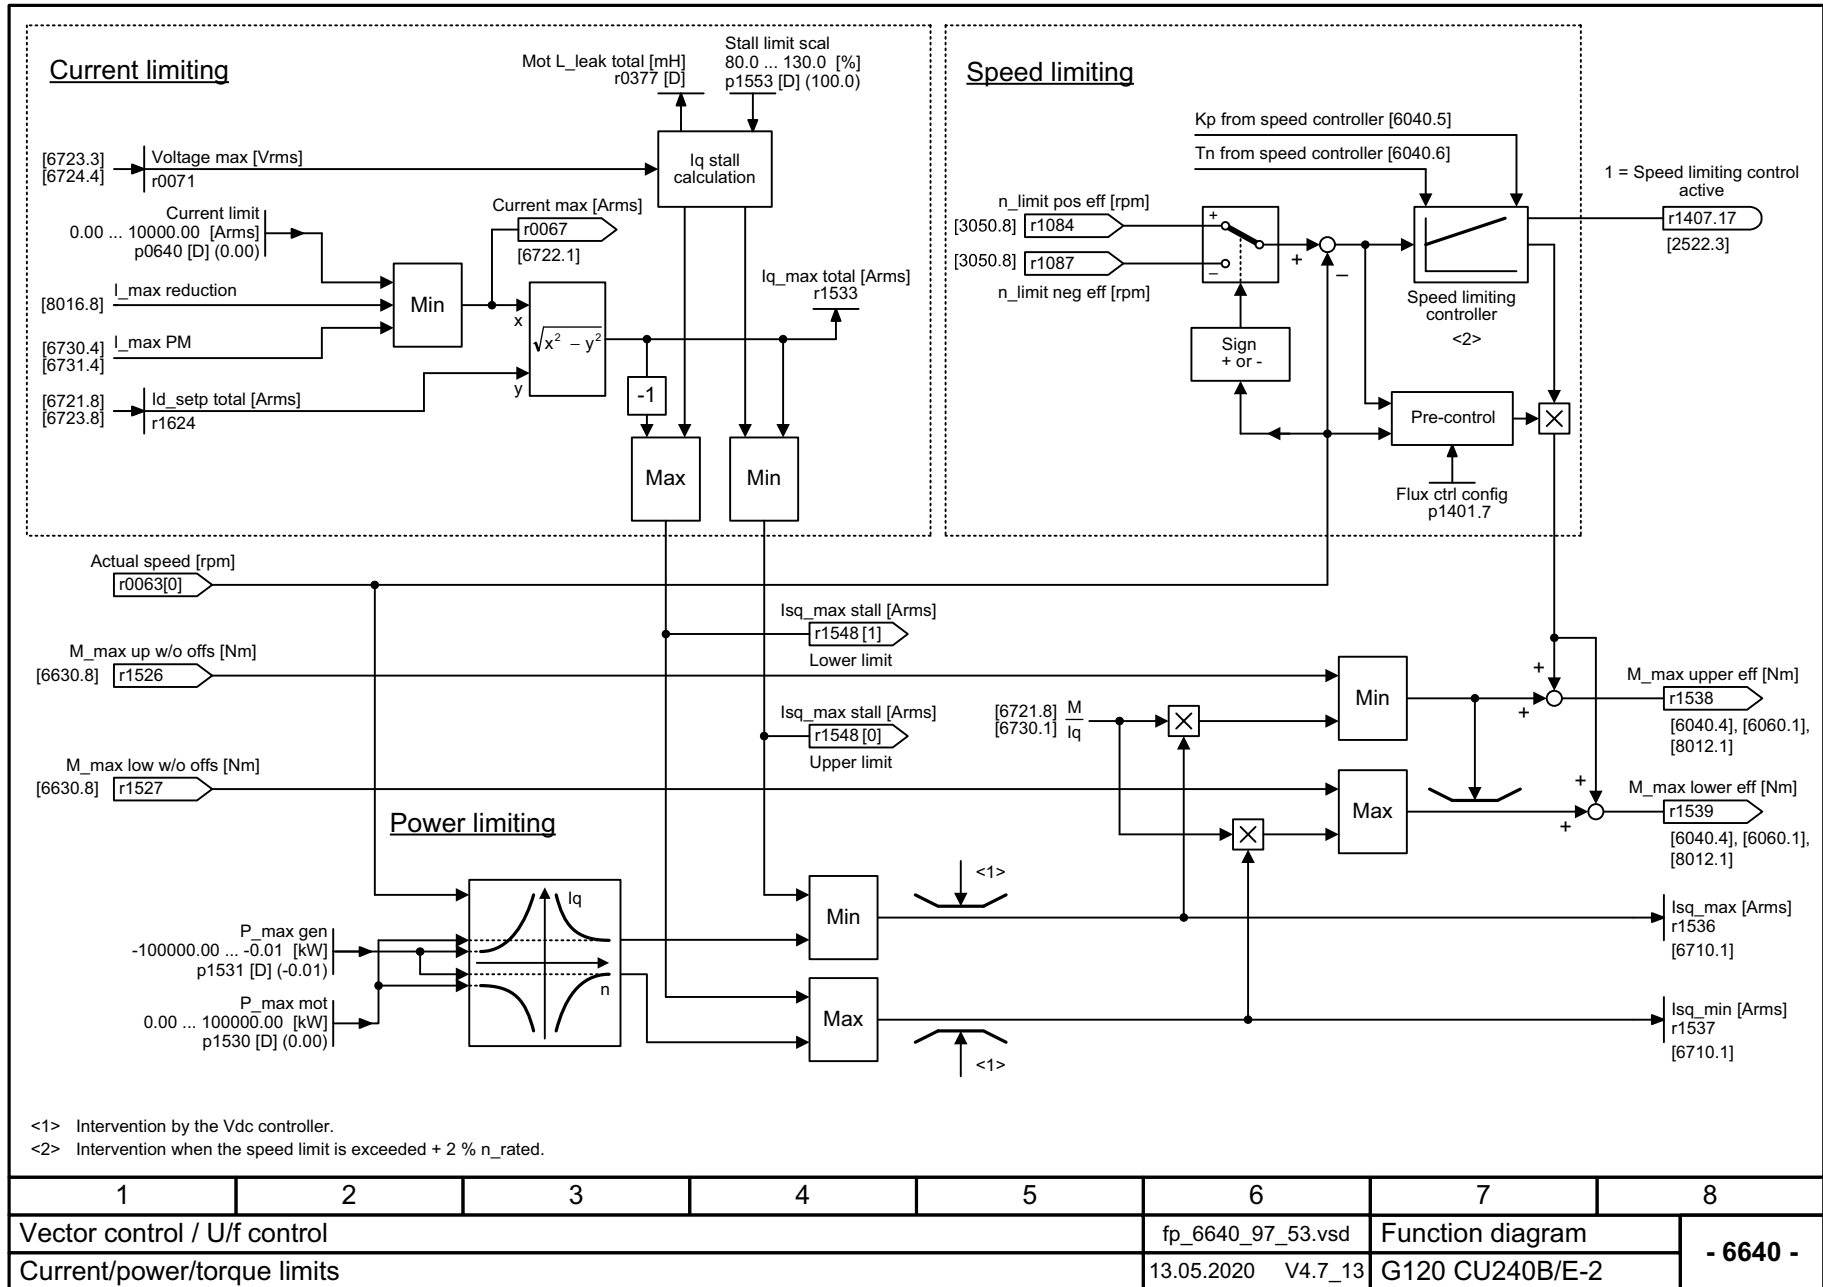 Current limiting
Mot L_leak total [mH]
r0377 [D]
Stall limit scal
80.0 ... 130.0 [%]
p1553 [D] (100.0)
[6723.3]
[6724.4]
Voltage max [Vrms]
r0071
Iq stall
calculation
Current limit
0.00 ... 10000.00 [Arms]
p0640 [D] (0.00)
Current max [Arms]
r0067
[6722.1]
[8016.8]
I_max reduction
Min
[6730.4]
[6731.4]
I_max PM
x
y
√x² – y²
Iq_max total [Arms]
r1533
[6721.8]
[6723.8]
Id_setp total [Arms]
r1624
-1
Max
Min
Speed limiting
Kp from speed controller [6040.5]
Tn from speed controller [6040.6]
n_limit pos eff [rpm]
[3050.8] r1084
[3050.8] r1087
n_limit neg eff [rpm]
+
–
+
–
Sign
+ or -
Speed limiting
controller
<2>
1 = Speed limiting control
active
r1407.17
[2522.3]
Pre-control
×
Flux ctrl config
p1401.7
Actual speed [rpm]
r0063[0]
Isq_max stall [Arms]
r1548 [1]
Lower limit
M_max up w/o offs [Nm]
[6630.8] r1526
Isq_max stall [Arms]
r1548 [0]
Upper limit
M_max low w/o offs [Nm]
[6630.8] r1527
[6721.8]
[6730.1]
M
Iq
×
×
Min
Max
+
+
M_max upper eff [Nm]
r1538
[6040.4], [6060.1],
[8012.1]
+
+
M_max lower eff [Nm]
r1539
[6040.4], [6060.1],
[8012.1]
Power limiting
Iq
n
P_max gen
-100000.00 ... -0.01 [kW]
p1531 [D] (-0.01)
P_max mot
0.00 ... 100000.00 [kW]
p1530 [D] (0.00)
Min
<1>
Isq_max [Arms]
r1536
[6710.1]
Max
<1>
Isq_min [Arms]
r1537
[6710.1]
<1> Intervention by the Vdc controller.
<2> Intervention when the speed limit is exceeded + 2 % n_rated.
1 2 3 4 5 6 7 8
Vector control / U/f control
fp_6640_97_53.vsd
Function diagram
- 6640 -
Current/power/torque limits
13.05.2020 V4.7_13
G120 CU240B/E-2